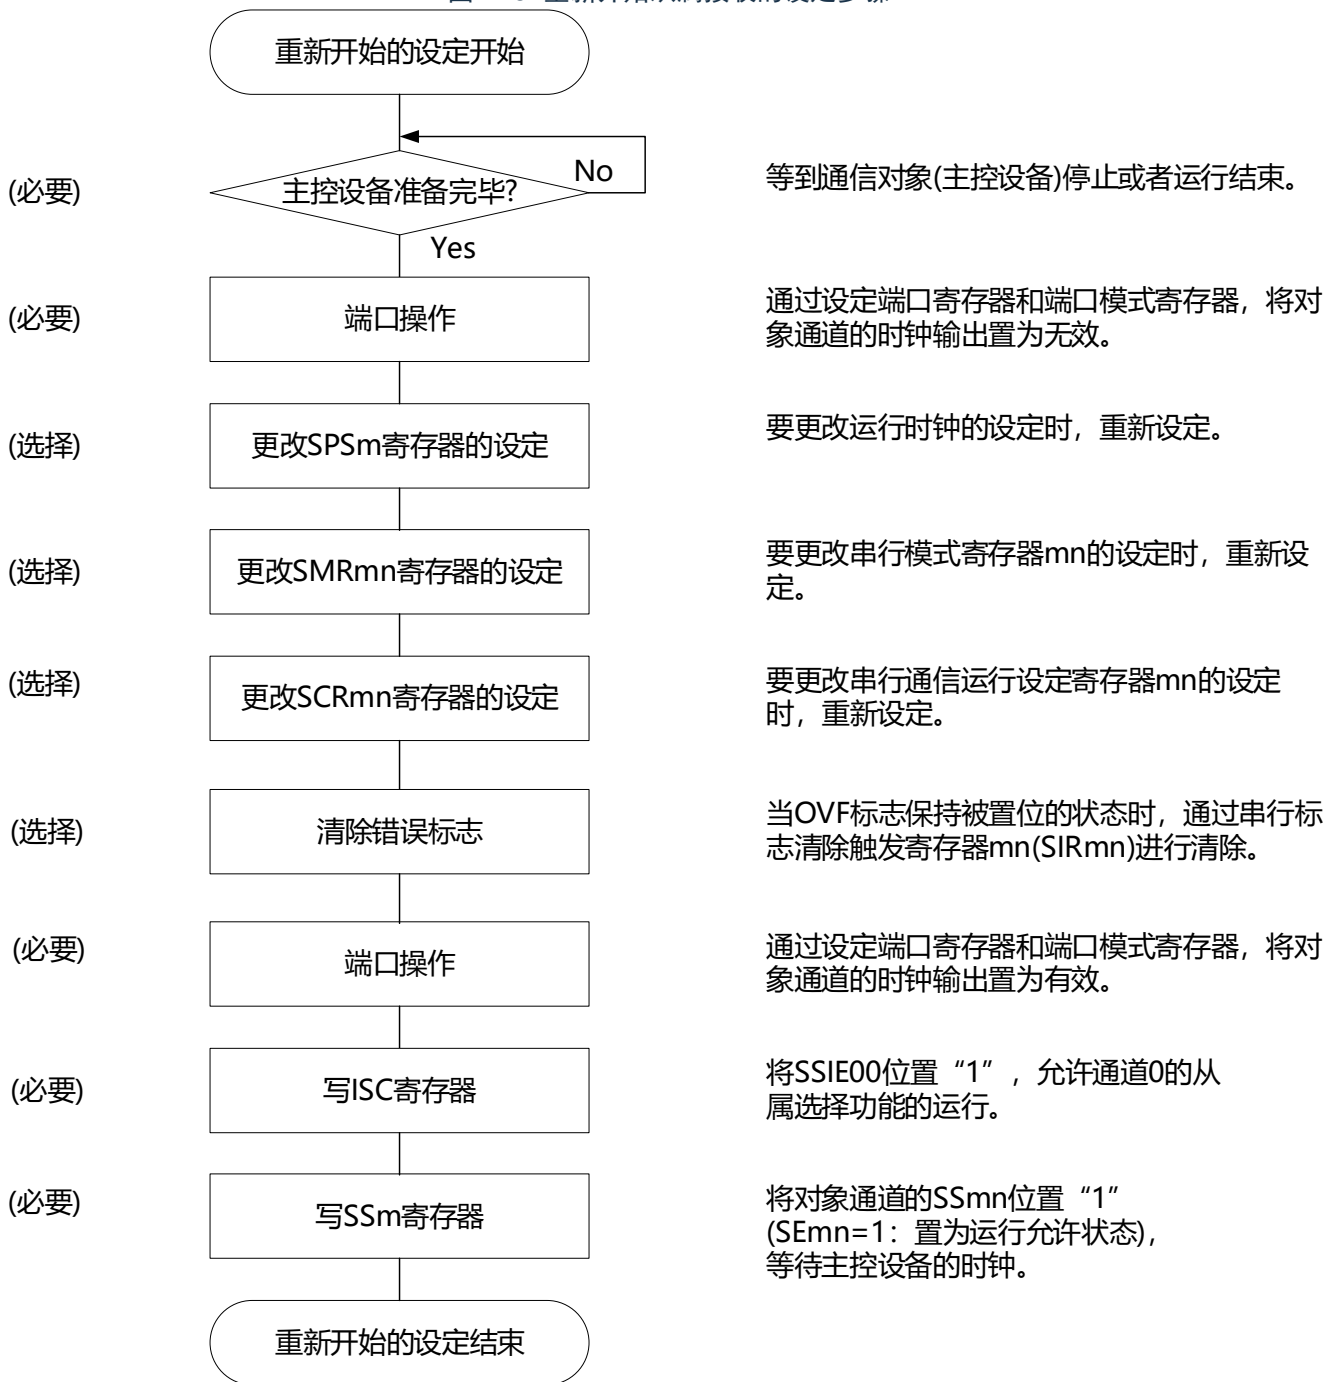 重新开始的设定开始
No
(必要)
主控设备准备完毕?
等到通信对象(主控设备)停止或者运行结束。
Yes
(必要)
端口操作
通过设定端口寄存器和端口模式寄存器，将对
象通道的时钟输出置为无效。
(选择)
更改SPSm寄存器的设定
要更改运行时钟的设定时，重新设定。
(选择)
更改SMRmn寄存器的设定
要更改串行模式寄存器mn的设定时，重新设
定。
(选择)
更改SCRmn寄存器的设定
要更改串行通信运行设定寄存器mn的设定
时，重新设定。
(选择)
清除错误标志
当OVF标志保持被置位的状态时，通过串行标
志清除触发寄存器mn(SIRmn)进行清除。
(必要)
端口操作
通过设定端口寄存器和端口模式寄存器，将对
象通道的时钟输出置为有效。
(必要)
写ISC寄存器
将SSIE00位置“1”，允许通道0的从
属选择功能的运行。
(必要)
写SSm寄存器
将对象通道的SSmn位置“1”
(SEmn=1：置为运行允许状态)，
等待主控设备的时钟。
重新开始的设定结束